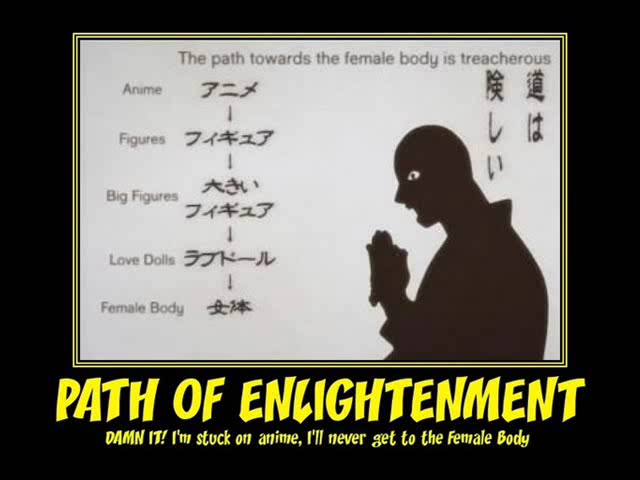 The path towards the female body is treacherous
道は
険しい
Anime アニメ
↓
Figures フィギュア
↓
Big Figures 大きい
フィギュア
↓
Love Dolls ラブドール
↓
Female Body 女体
PATH OF ENLIGHTENMENT
DAMN IT! I'm stuck on anime, I'll never get to the Female Body